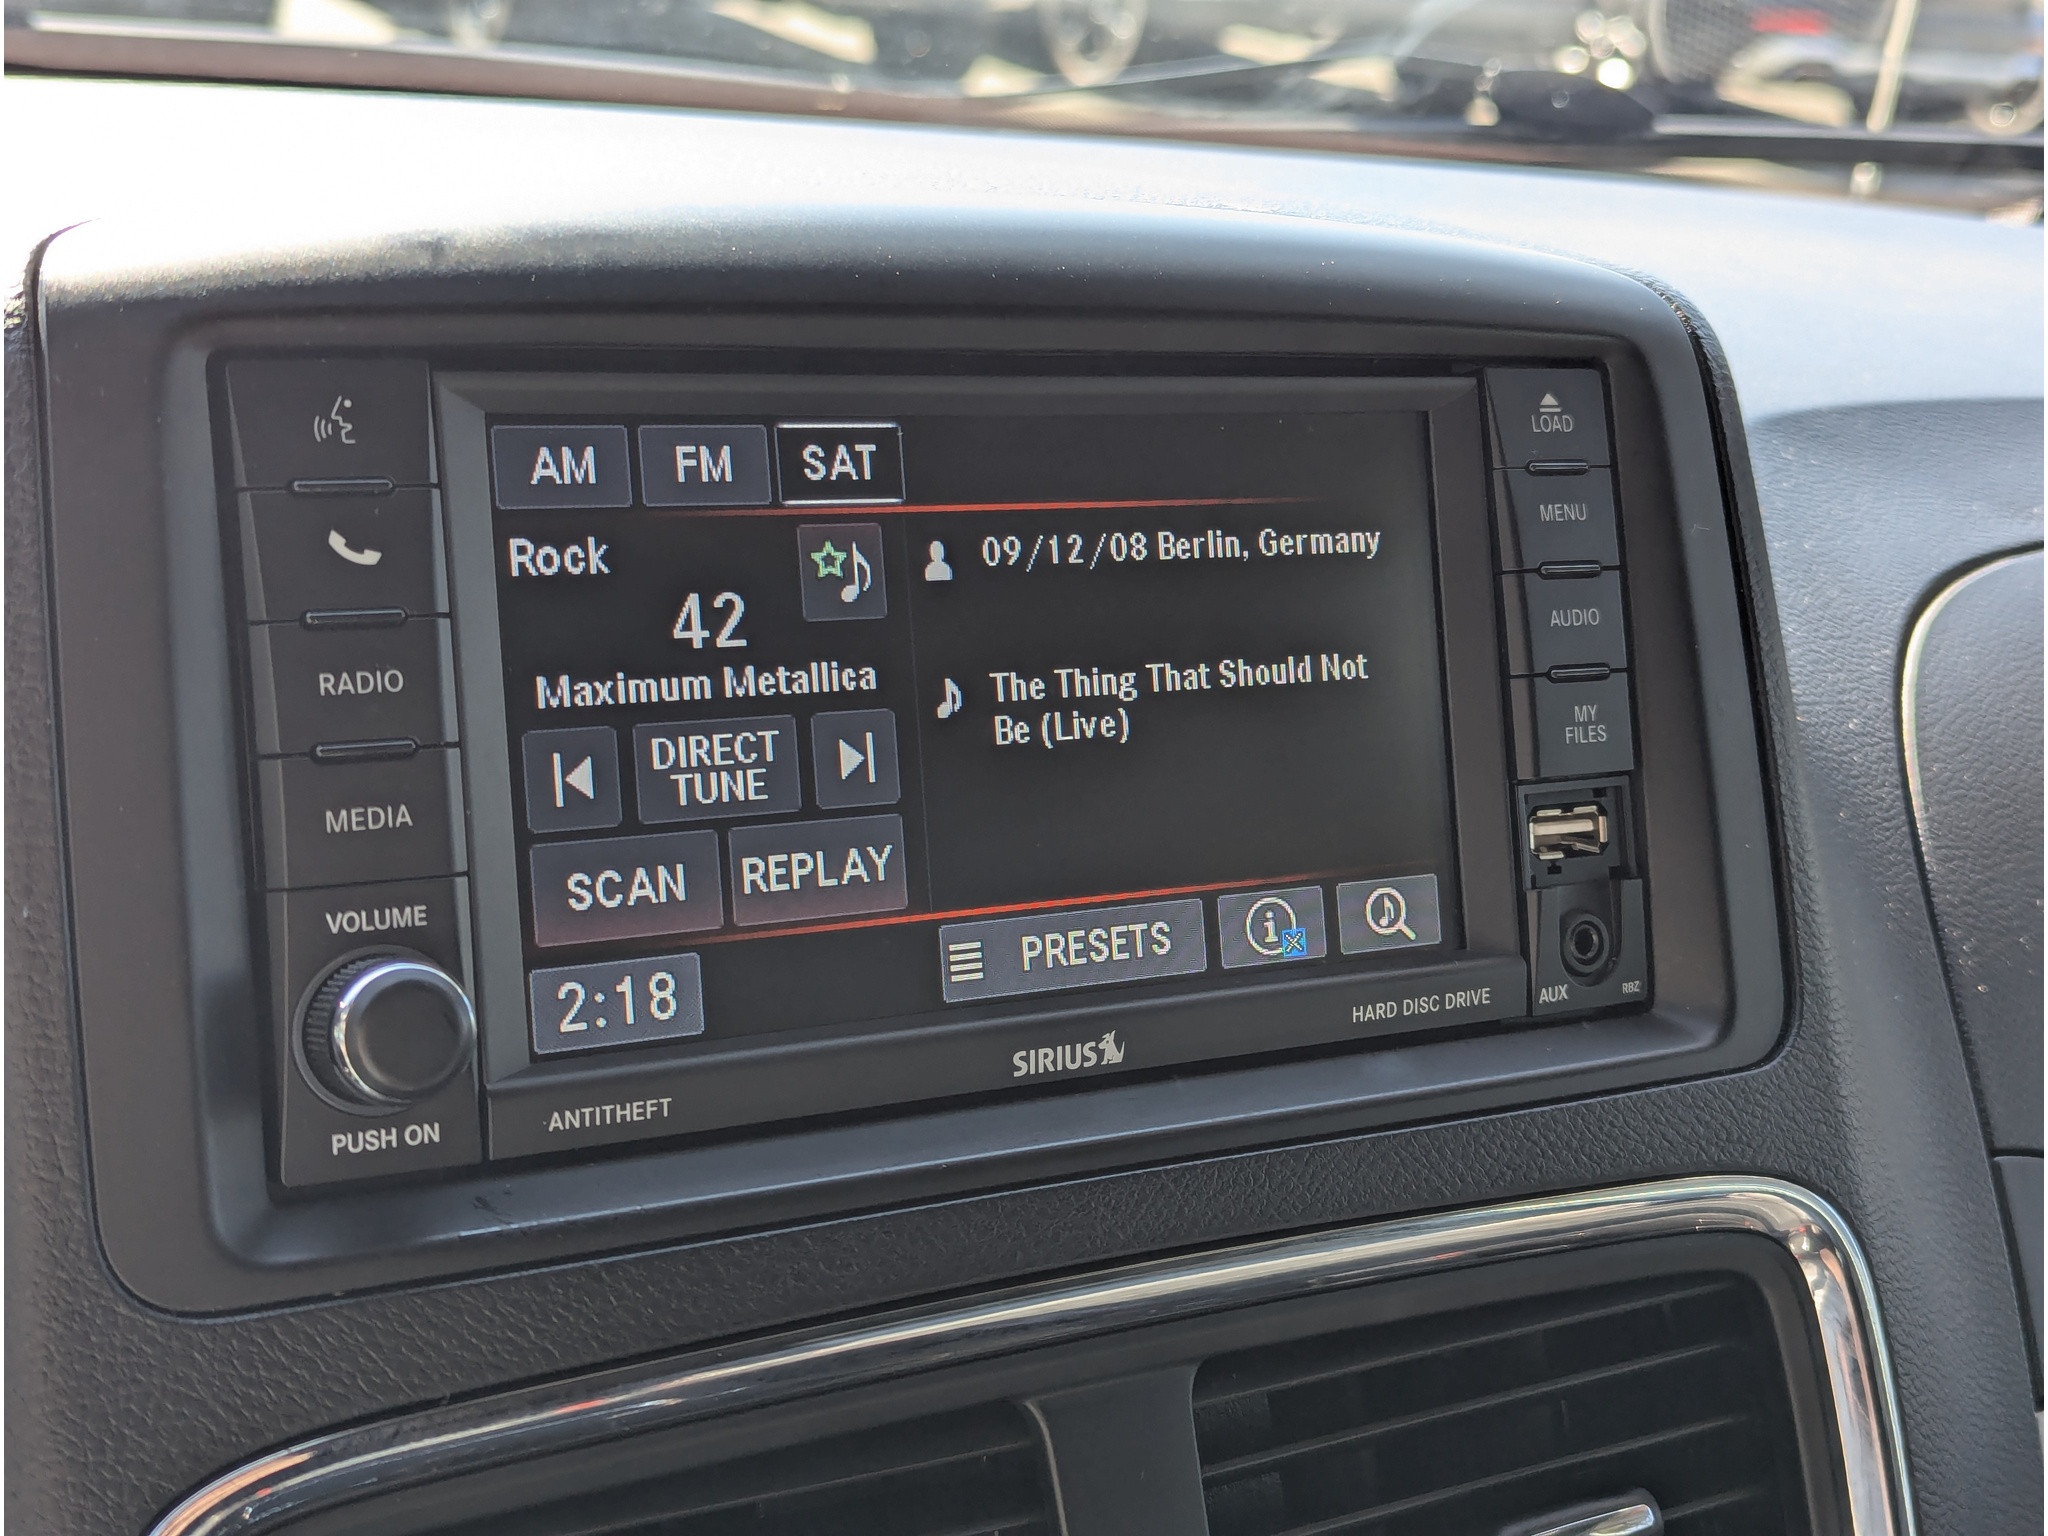 AM
FM
SAT
Rock
42
Maximum Metallica
DIRECT
TUNE
SCAN
REPLAY
2:18
09/12/08 Berlin, Germany
The Thing That Should Not
Be (Live)
PRESETS
RADIO
MEDIA
VOLUME
PUSH ON
LOAD
MENU
AUDIO
MY
FILES
AUX
RBZ
ANTITHEFT
SIRIUS
HARD DISC DRIVE